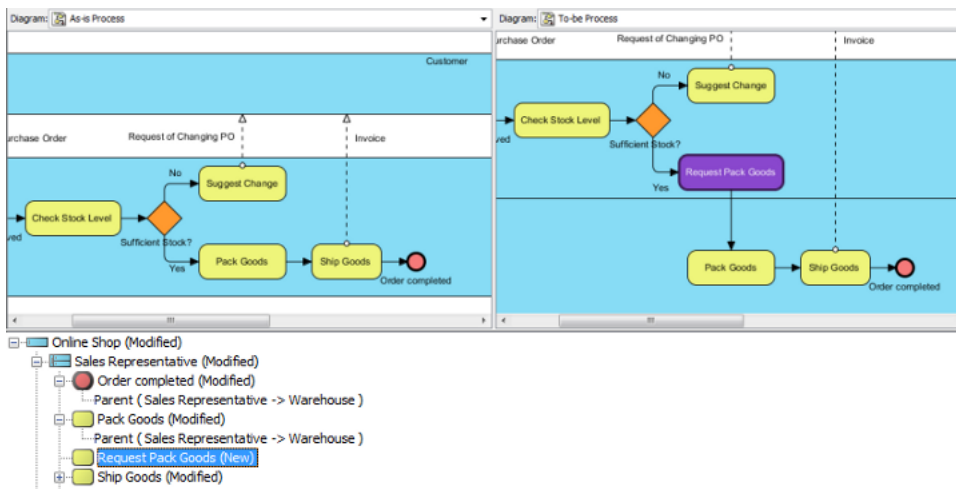 Diagram: As-is Process
Customer
urchase Order
Request of Changing PO
Invoice
No
Suggest Change
Check Stock Level
ved
Sufficient Stock?
Yes
Pack Goods
Ship Goods
Order completed
Diagram: To-be Process
urchase Order
Request of Changing PO
Invoice
No
Suggest Change
Check Stock Level
ved
Sufficient Stock?
Request Pack Goods
Yes
Pack Goods
Ship Goods
Order completed
Online Shop (Modified)
Sales Representative (Modified)
Order completed (Modified)
Parent ( Sales Representative -> Warehouse )
Pack Goods (Modified)
Parent ( Sales Representative -> Warehouse )
Request Pack Goods (New)
Ship Goods (Modified)